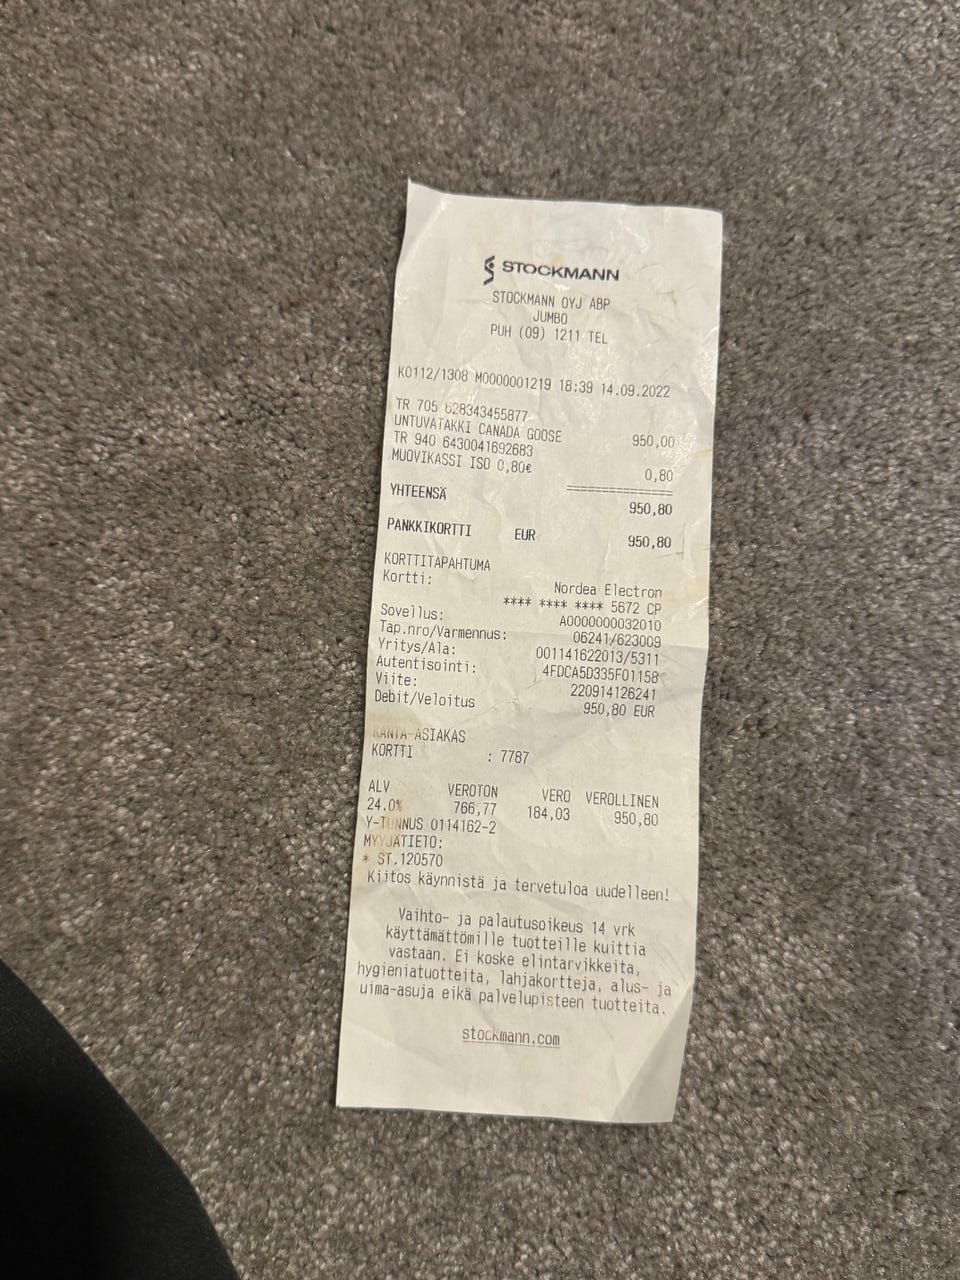 STOCKMANN
STOCKMANN OYJ ABP
JUMBO
PUH (09) 1211 TEL
K0112/1308 M0000001219 18:39 14.09.2022
TR 705 628343455877
UNTUVATAKKI CANADA GOOSE 950,00
TR 940 6430041692683
MUOVIKASSI ISO 0,80€ 0,80
====================
YHTEENSÄ 950,80
PANKKIKORTTI EUR 950,80
KORTTITAPAHTUMA
Kortti: Nordea Electron
**** **** **** 5672 CP
Sovellus: A0000000032010
Tap.nro/Varmennus: 06241/623009
Yritys/Ala: 001141622013/5311
Autentisointi: 4FDCA5D335F01158
Viite: 220914126241
Debit/Veloitus 950,80 EUR
KANTA-ASIAKAS
KORTTI : 7787
ALV VEROTON VERO VEROLLINEN
24.0% 766,77 184,03 950,80
Y-TUNNUS 0114162-2
MYYJÄTIETO:
* ST.120570
Kiitos käynnistä ja tervetuloa uudelleen!
Vaihto- ja palautusoikeus 14 vrk
käyttämättömille tuotteille kuittia
vastaan. Ei koske elintarvikkeita,
hygieniatuotteita, lahjakortteja, alus- ja
uima-asuja eikä palvelupisteen tuotteita.
stockmann.com